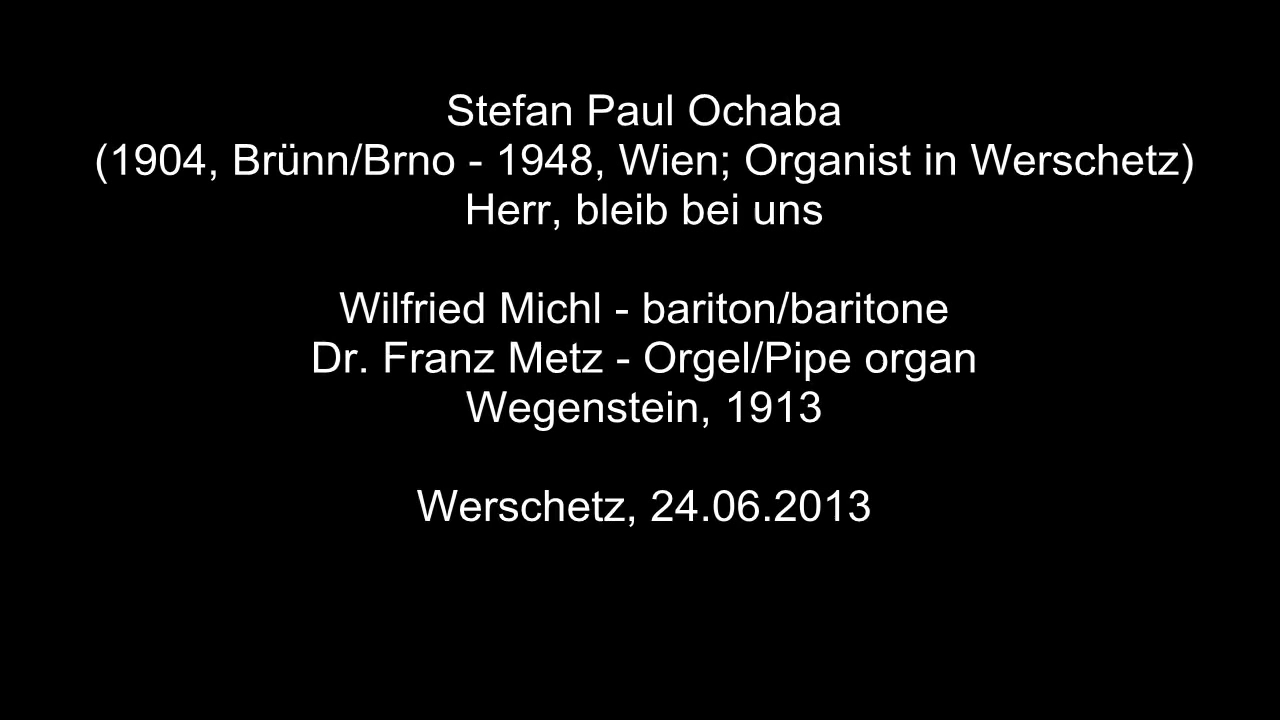 Stefan Paul Ochaba
(1904, Brünn/Brno - 1948, Wien; Organist in Werschetz)
Herr, bleib bei uns
Wilfried Michl - bariton/baritone
Dr. Franz Metz - Orgel/Pipe organ
Wegenstein, 1913
Werschetz, 24.06.2013